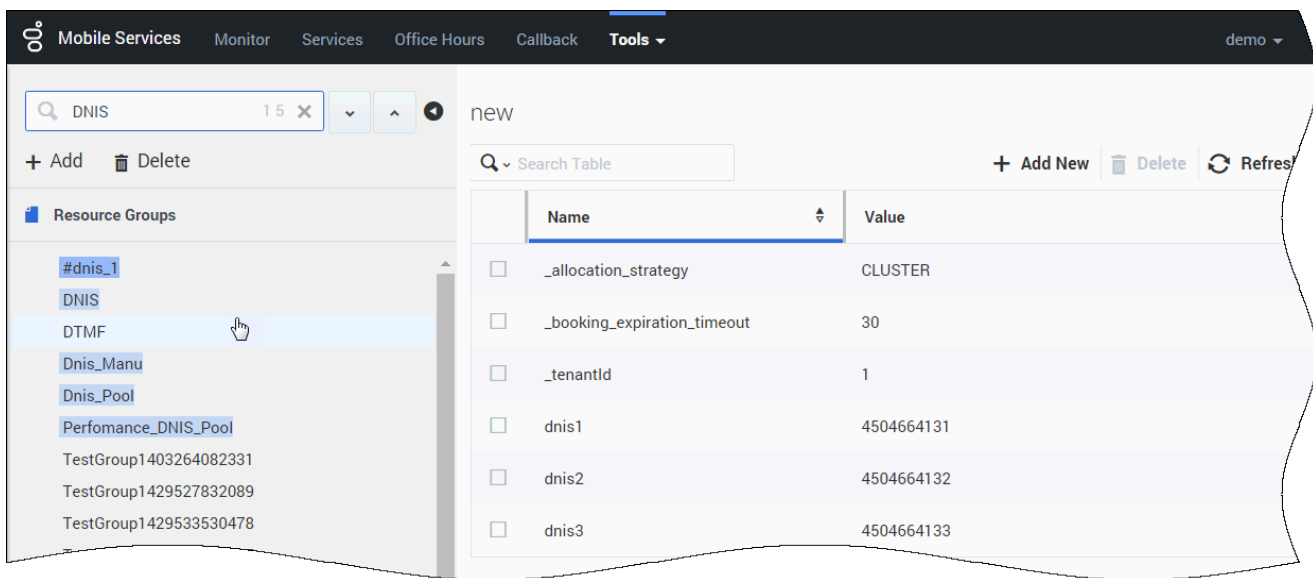 Mobile Services Monitor Services Office Hours Callback Tools demo
DNIS 15
+ Add Delete
Resource Groups
#dnis_1
DNIS
DTMF
Dnis_Manu
Dnis_Pool
Perfomance_DNIS_Pool
TestGroup1403264082331
TestGroup1429527832089
TestGroup1429533530478
new
Search Table + Add New Delete Refresh
Name Value
_allocation_strategy CLUSTER
_booking_expiration_timeout 30
_tenantId 1
dnis1 4504664131
dnis2 4504664132
dnis3 4504664133